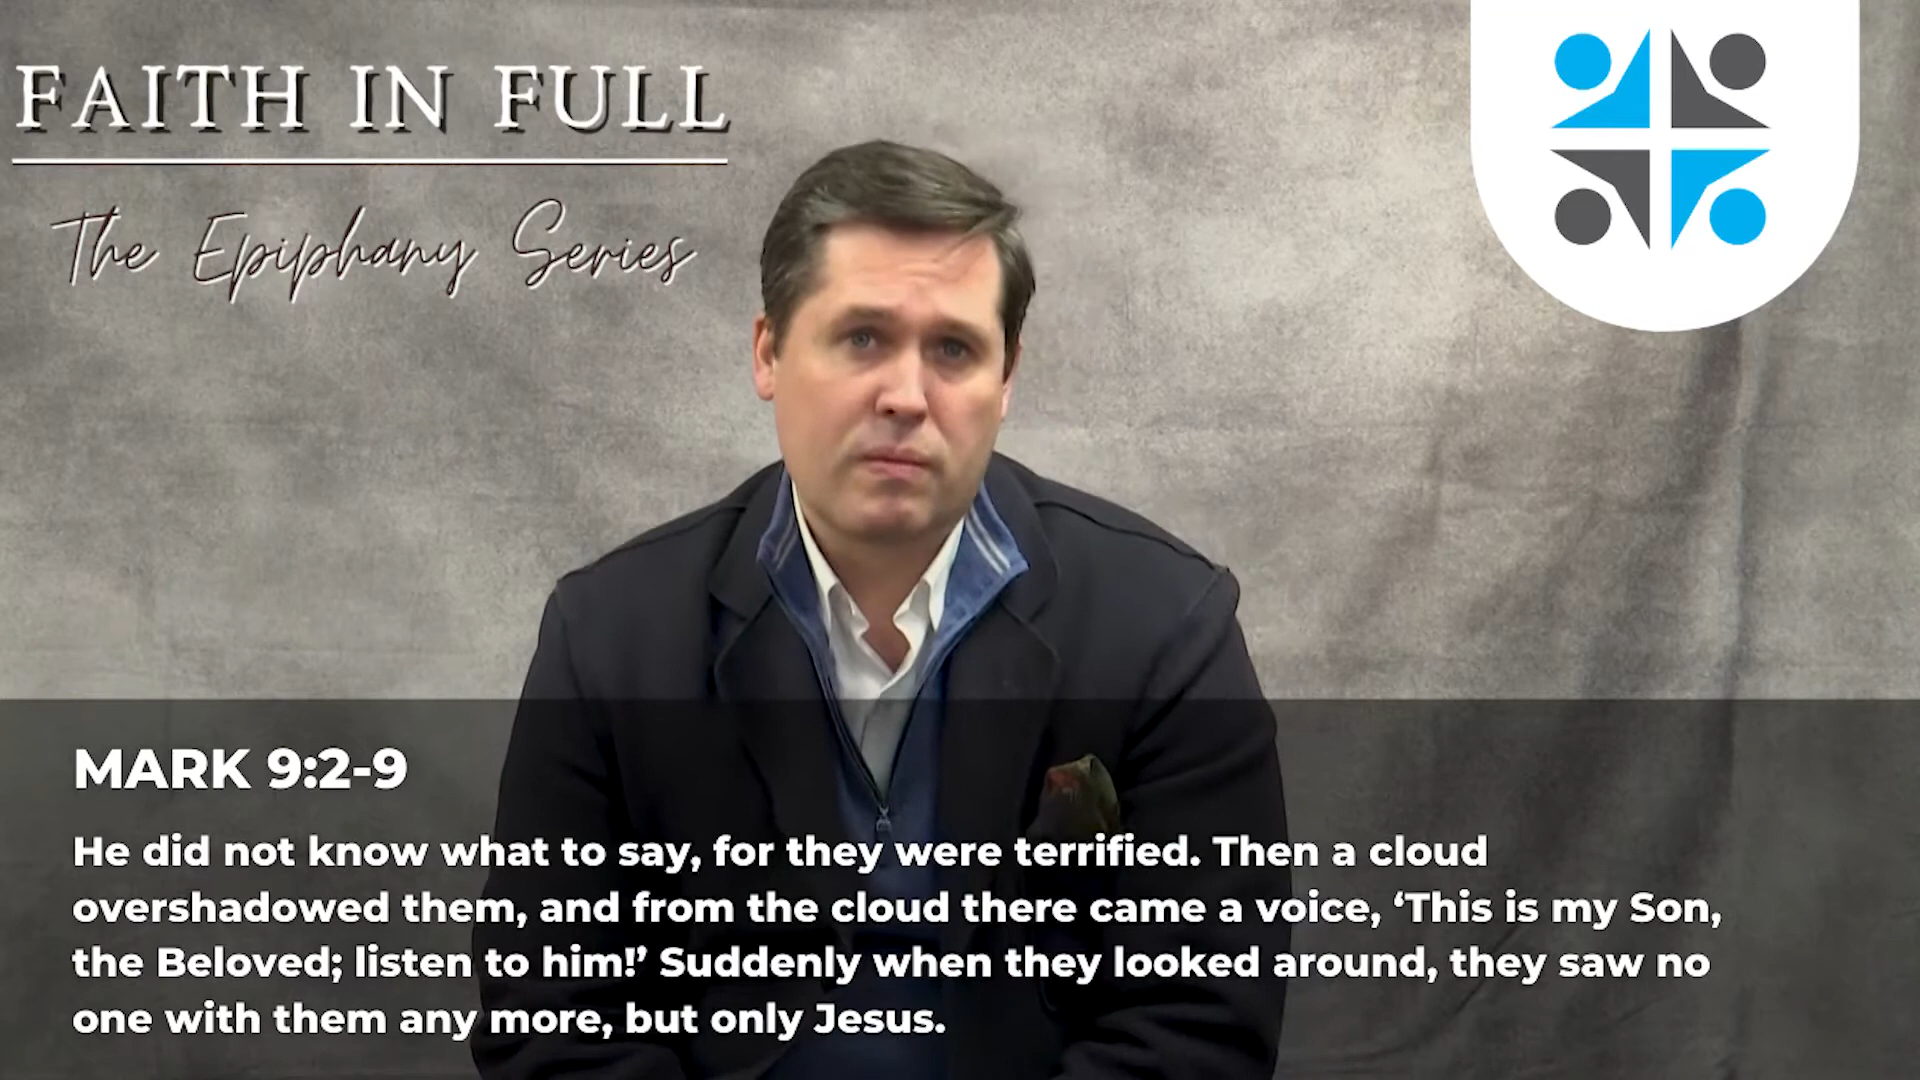 FAITH IN FULL
The Epiphany Series
MARK 9:2-9
He did not know what to say, for they were terrified. Then a cloud
overshadowed them, and from the cloud there came a voice, ‘This is my Son,
the Beloved; listen to him!’ Suddenly when they looked around, they saw no
one with them any more, but only Jesus.